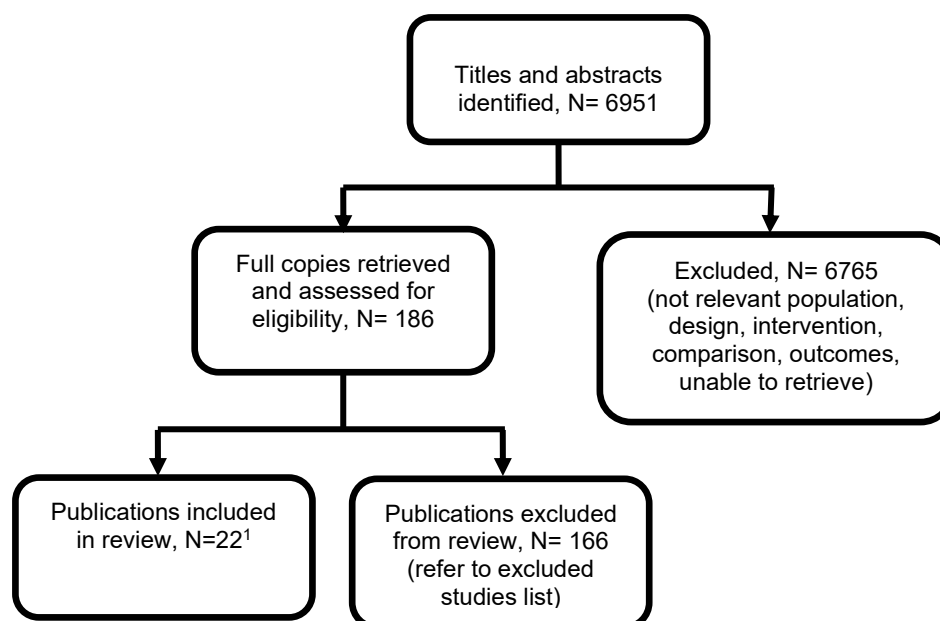 Titles and abstracts
identified, N= 6951
Full copies retrieved
and assessed for
eligibility, N= 186
Excluded, N= 6765
(not relevant population,
design, intervention,
comparison, outcomes,
unable to retrieve)
Publications included
in review, N=22¹
Publications excluded
from review, N= 166
(refer to excluded
studies list)